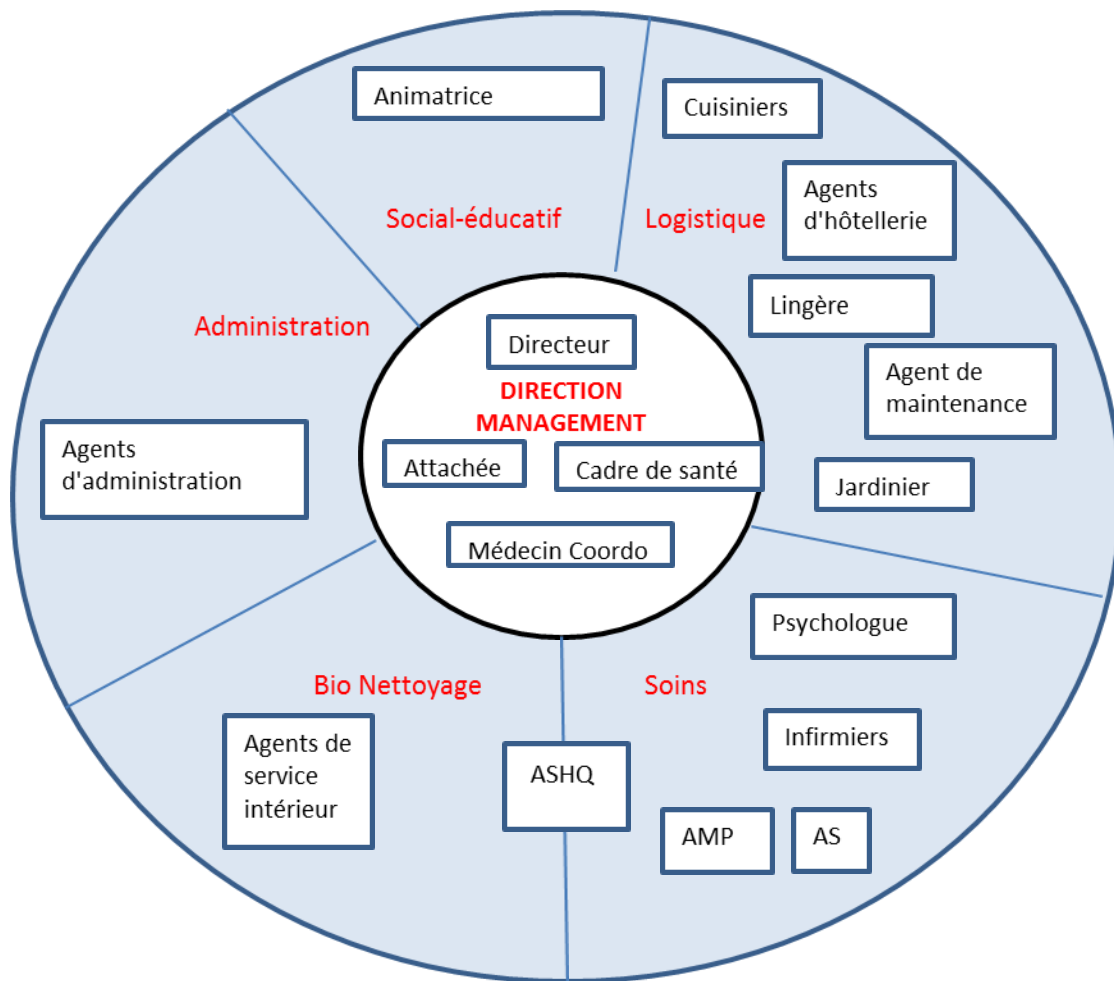 Animatrice
Cuisiniers
Agents
d'hôtellerie
Social-éducatif
Logistique
Lingère
Administration
Directeur
Agent de
maintenance
DIRECTION
MANAGEMENT
Agents
d'administration
Attachée
Cadre de santé
Jardinier
Médecin Coordo
Psychologue
Bio Nettoyage
Soins
Agents de
service
intérieur
Infirmiers
ASHQ
AMP
AS